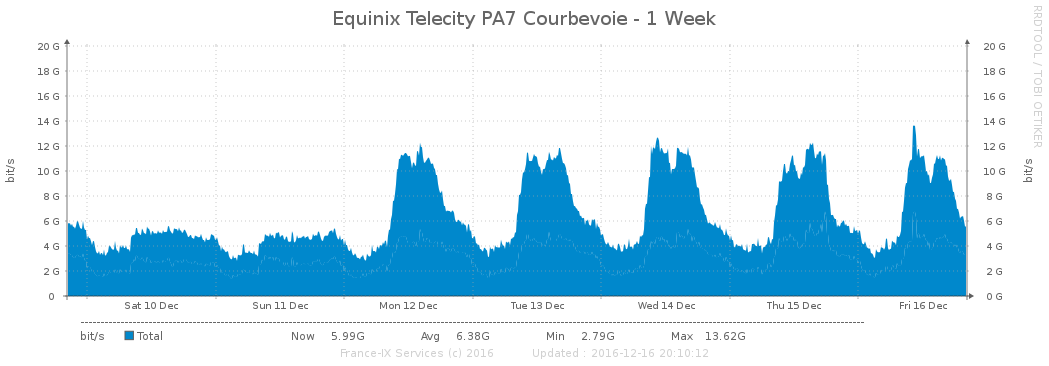 Equinix Telecity PA7 Courbevoie - 1 Week
RRDTOOL / TOBI OETIKER
bit/s
bit/s
20 G 20 G
18 G 18 G
16 G 16 G
14 G 14 G
12 G 12 G
10 G 10 G
8 G 8 G
6 G 6 G
4 G 4 G
2 G 2 G
0 0 G
Sat 10 Dec Sun 11 Dec Mon 12 Dec Tue 13 Dec Wed 14 Dec Thu 15 Dec Fri 16 Dec
bit/s Total Now 5.99G Avg 6.38G Min 2.79G Max 13.62G
France-IX Services (c) 2016 Updated : 2016-12-16 20:10:12